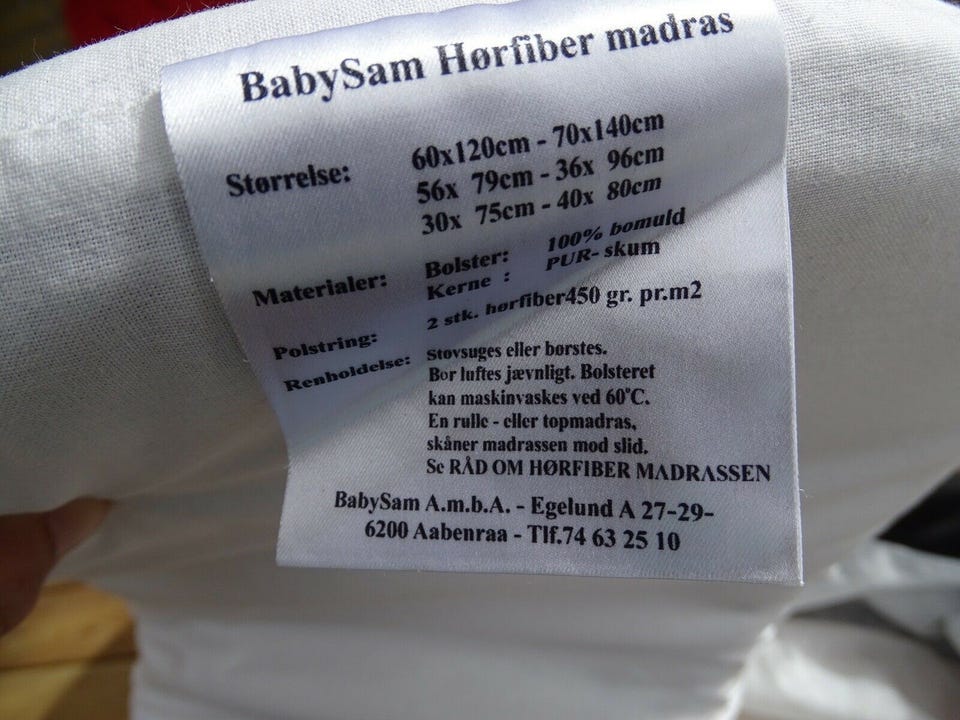 BabySam Hørfiber madras
Størrelse: 60x120cm - 70x140cm
56x 79cm - 36x 96cm
30x 75cm - 40x 80cm
Materialer: Bolster: 100% bomuld
Kerne : PUR- skum
Polstring: 2 stk. hørfiber450 gr. pr.m2
Renholdelse: Støvsuges eller børstes.
Bor luftes jævnligt. Bolsteret
kan maskinvaskes ved 60°C.
En rulle - eller topmadras,
skåner madrassen mod slid.
Se RÅD OM HØRFIBER MADRASSEN
BabySam A.m.b.A. - Egelund A 27-29-
6200 Aabenraa - Tlf.74 63 25 10